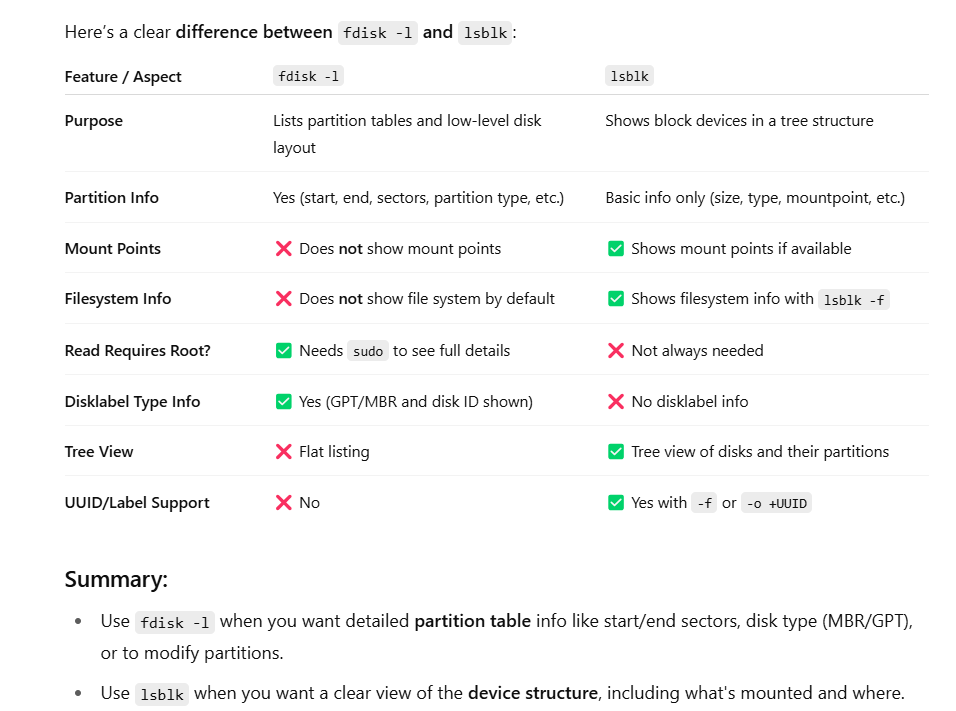 Here’s a clear difference between fdisk -l and lsblk:
Feature / Aspect fdisk -l lsblk
Purpose Lists partition tables and low-level disk layout Shows block devices in a tree structure
Partition Info Yes (start, end, sectors, partition type, etc.) Basic info only (size, type, mountpoint, etc.)
Mount Points ❌ Does not show mount points ✅ Shows mount points if available
Filesystem Info ❌ Does not show file system by default ✅ Shows filesystem info with lsblk -f
Read Requires Root? ✅ Needs sudo to see full details ❌ Not always needed
Disklabel Type Info ✅ Yes (GPT/MBR and disk ID shown) ❌ No disklabel info
Tree View ❌ Flat listing ✅ Tree view of disks and their partitions
UUID/Label Support ❌ No ✅ Yes with -f or -o +UUID
Summary:
• Use fdisk -l when you want detailed partition table info like start/end sectors, disk type (MBR/GPT),
or to modify partitions.
• Use lsblk when you want a clear view of the device structure, including what's mounted and where.